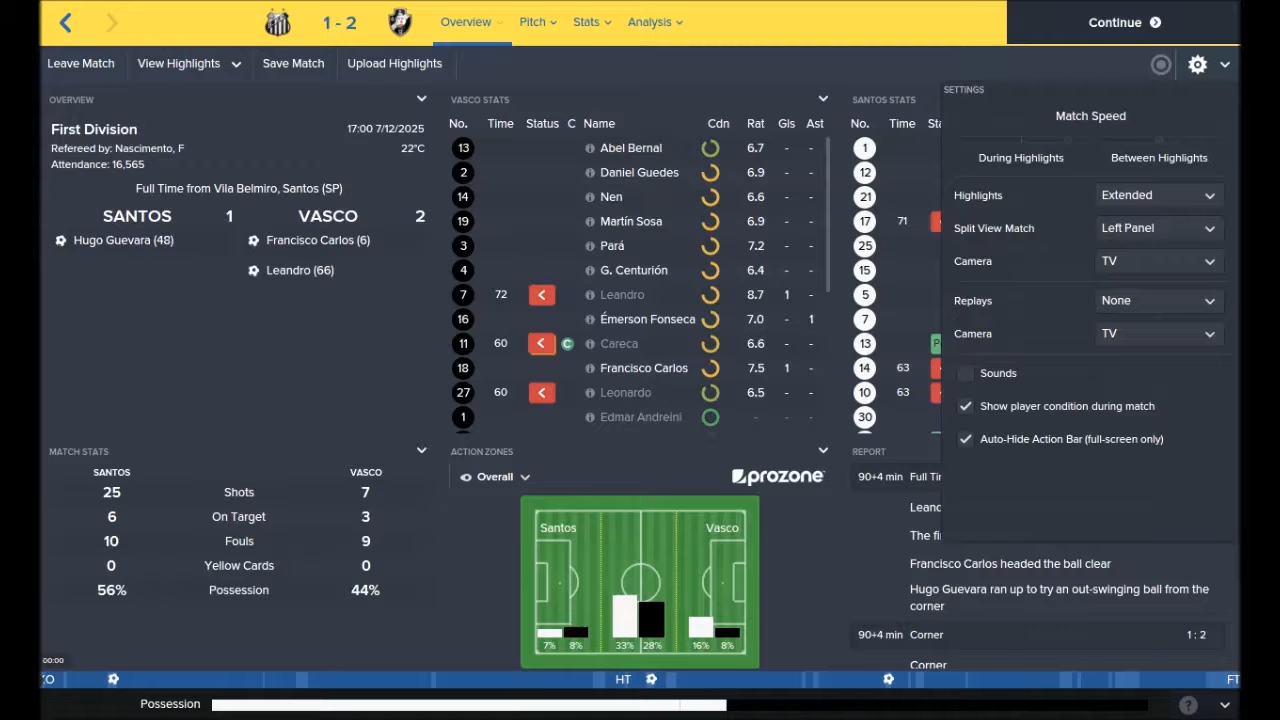 1 - 2
Overview
Pitch
Stats
Analysis
Continue
Leave Match
View Highlights
Save Match
Upload Highlights
OVERVIEW
First Division
17:00 7/12/2025
Refereed by: Nascimento, F
22°C
Attendance: 16,565
Full Time from Vila Belmiro, Santos (SP)
SANTOS 1 VASCO 2
Hugo Guevara (48)
Francisco Carlos (6)
Leandro (66)
VASCO STATS
No. Time Status C Name Cdn Rat Gls Ast
13 Abel Bernal 6.7 - -
2 Daniel Guedes 6.9 - -
14 Nen 6.6 - -
19 Martín Sosa 6.9 - -
3 Pará 7.2 - -
4 G. Centurión 6.4 - -
7 72 Leandro 8.7 1 -
16 Émerson Fonseca 7.0 - 1
11 60 C Careca 6.6 - -
18 Francisco Carlos 7.5 1 -
27 60 Leonardo 6.5 - -
1 Edmar Andreini - - -
SANTOS STATS
No. Time Sta
1
12
21
17 71
25
15
5
7
13 P
14 63
10 63
30
SETTINGS
Match Speed
During Highlights
Between Highlights
Highlights Extended
Split View Match Left Panel
Camera TV
Replays None
Camera TV
Sounds
Show player condition during match
Auto-Hide Action Bar (full-screen only)
MATCH STATS
SANTOS VASCO
25 Shots 7
6 On Target 3
10 Fouls 9
0 Yellow Cards 0
56% Possession 44%
ACTION ZONES
Overall
prozone
Santos Vasco
7% 8% 33% 28% 16% 8%
REPORT
90+4 min Full Tir
Leand
The fi
Francisco Carlos headed the ball clear
Hugo Guevara ran up to try an out-swinging ball from the
corner
90+4 min Corner 1 : 2
Corner
00:00
HT
FT
Possession
?